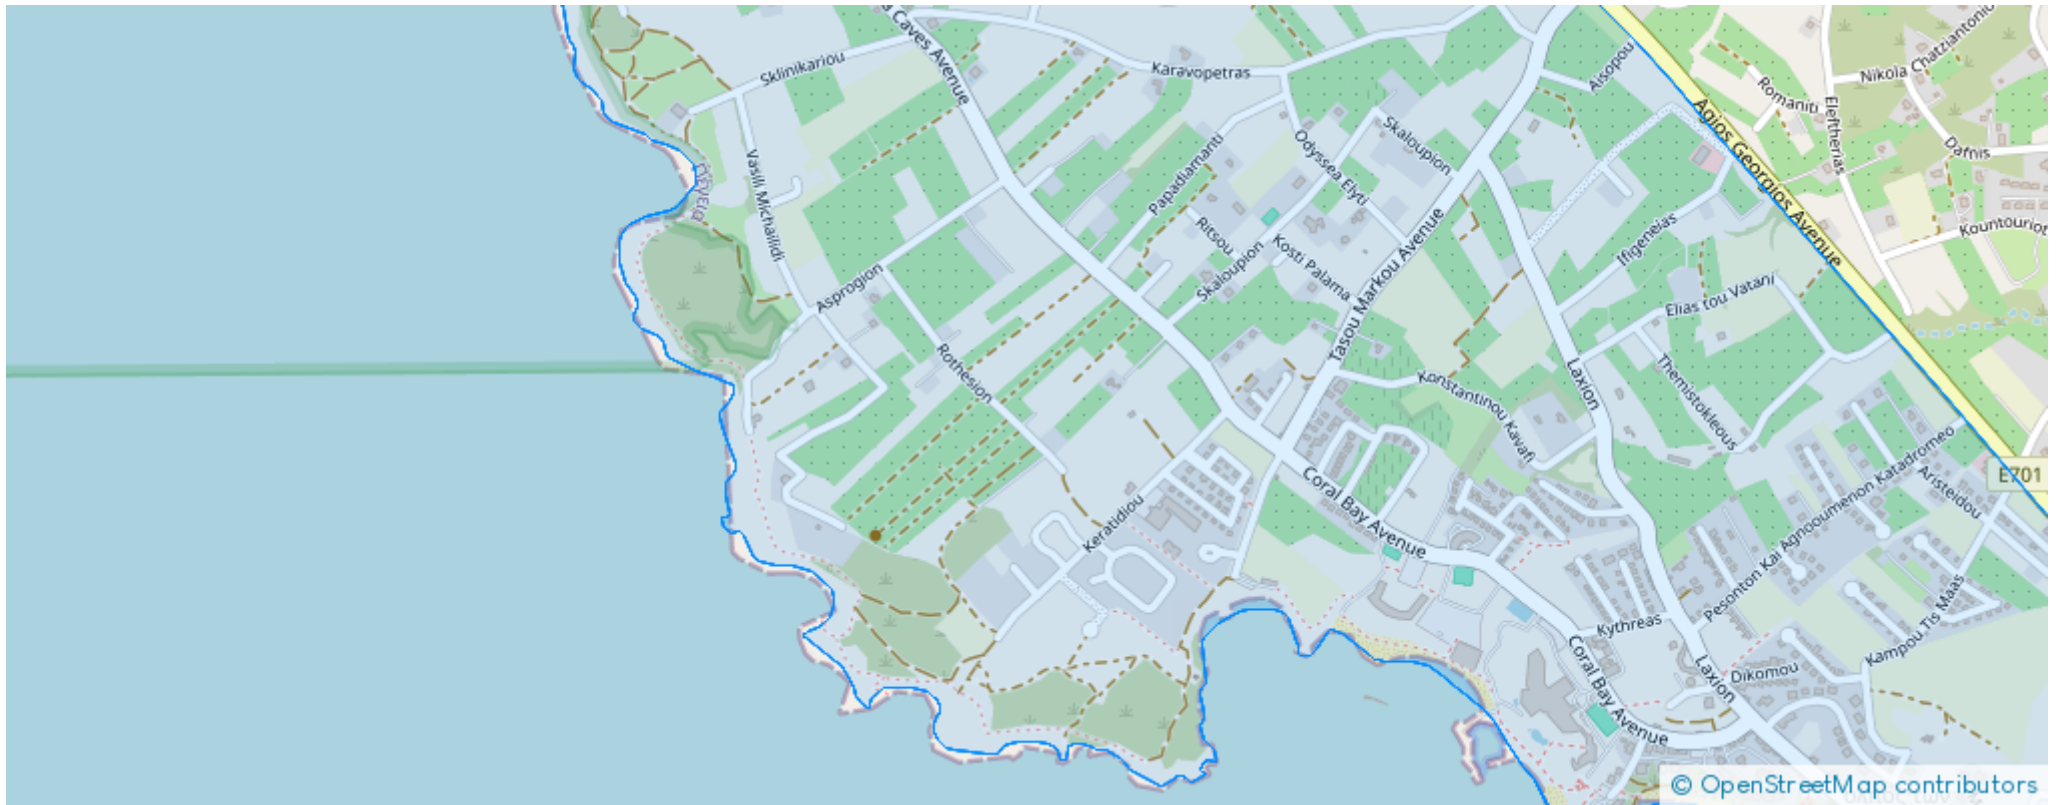 a Caves Avenue
Sklinikariou
Karavopetras
Aisopou
Nikola Chatziantoniou
Romaniti
Eleftherias
Dafnis
Agios Georgios Avenue
Kountouriot
Skaloupion
Odyssea Elyti
Papadiamanti
Vasili Michailidi
Ritsou
Skaloupion
Kosti Palama
Tasou Markou Avenue
Ifigeneias
Elias tou Vatani
Asprogion
Rothesion
Themistokleous
Laxion
Konstantinou Kavafi
E701
Aristeidou
Pesonton Kai Agnooumenon Katadromeo
Coral Bay Avenue
Keratidiou
Kampou Tis Maas
Kythreas
Dikomou
Laxion
Coral Bay Avenue
© OpenStreetMap contributors